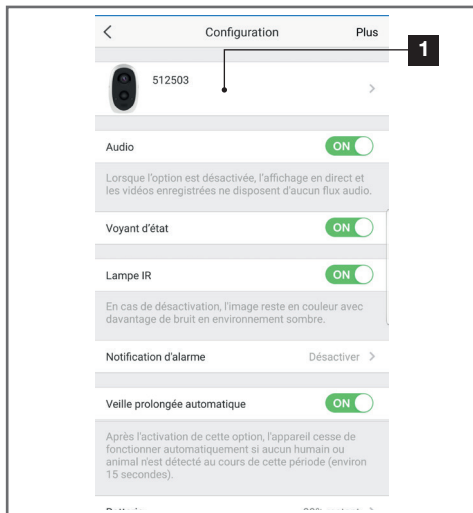 Configuration
Plus
1
512503
Audio
ON
Lorsque l'option est désactivée, l'affichage en direct et
les vidéos enregistrées ne disposent d'aucun flux audio.
Voyant d'état
ON
Lampe IR
ON
En cas de désactivation, l'image reste en couleur avec
davantage de bruit en environnement sombre.
Notification d'alarme
Désactiver
Veille prolongée automatique
ON
Après l'activation de cette option, l'appareil cesse de
fonctionner automatiquement si aucun humain ou
animal n'est détecté au cours de cette période (environ
15 secondes).